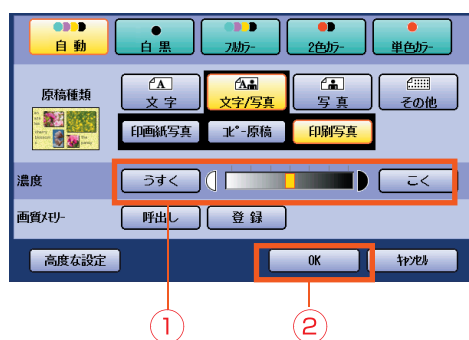 自動 白黒 フルカラー 2色カラー 単色カラー
原稿種類 文字 文字/写真 写真 その他
印画紙写真 コピー原稿 印刷写真
濃度 うすく こく
画質メモリー 呼出し 登録
高度な設定 OK キャンセル
① ②